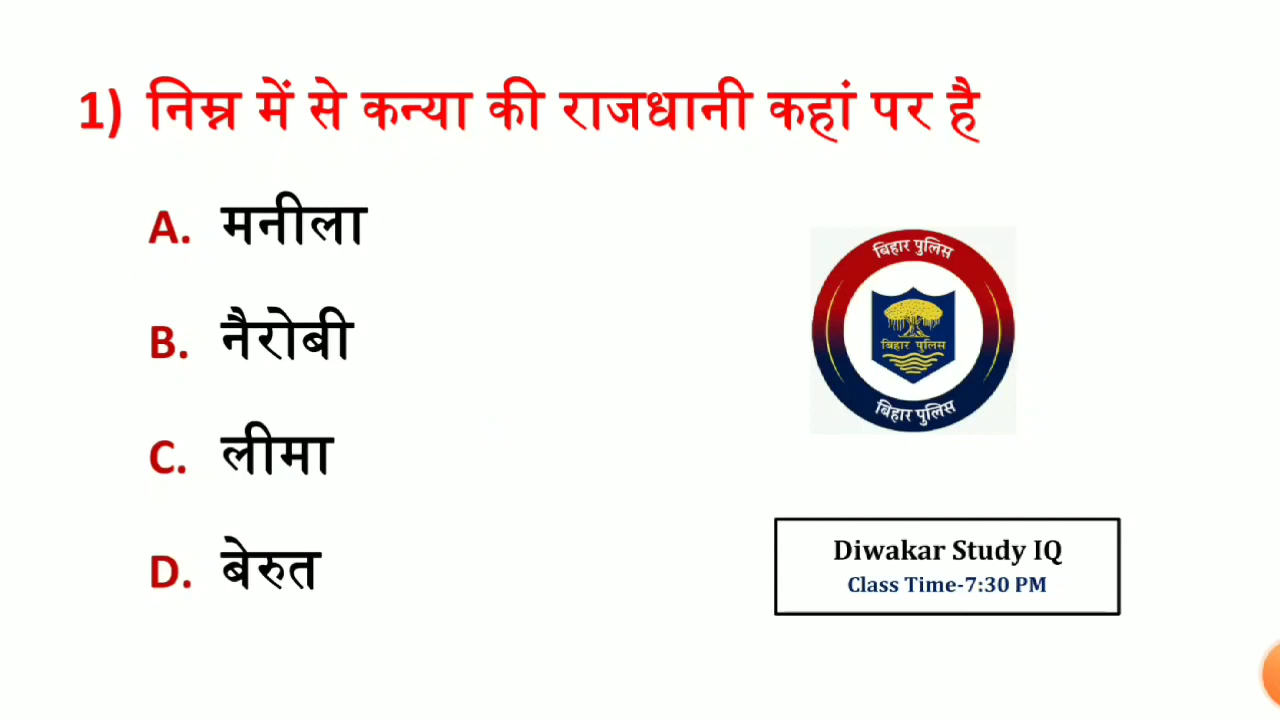 1) निम्न में से कन्या की राजधानी कहां पर है
A. मनीला
B. नैरोबी
C. लीमा
D. बेरुत
बिहार पुलिस
बिहार पुलिस
बिहार पुलिस
Diwakar Study IQ
Class Time-7:30 PM